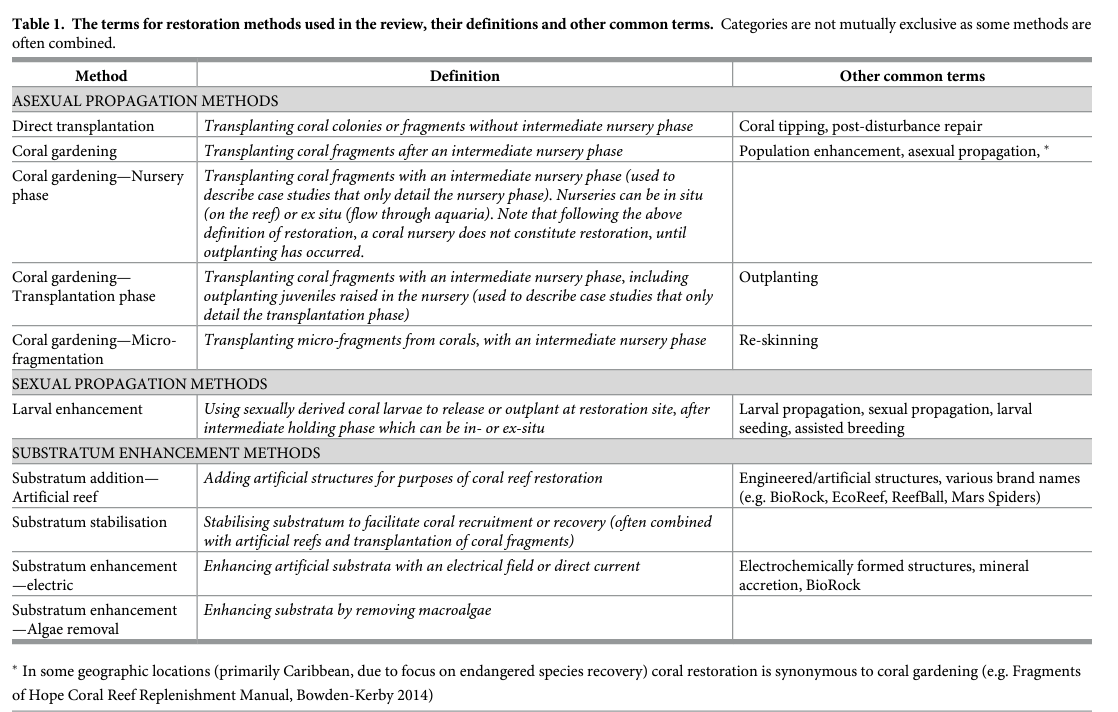 Table 1. The terms for restoration methods used in the review, their definitions and other common terms. Categories are not mutually exclusive as some methods are
often combined.
Method Definition Other common terms
ASEXUAL PROPAGATION METHODS
Direct transplantation Transplanting coral colonies or fragments without intermediate nursery phase Coral tipping, post-disturbance repair
Coral gardening Transplanting coral fragments after an intermediate nursery phase Population enhancement, asexual propagation, *
Coral gardening—Nursery
phase
Transplanting coral fragments with an intermediate nursery phase (used to
describe case studies that only detail the nursery phase). Nurseries can be in situ
(on the reef) or ex situ (flow through aquaria). Note that following the above
definition of restoration, a coral nursery does not constitute restoration, until
outplanting has occurred.
Coral gardening—
Transplantation phase
Transplanting coral fragments with an intermediate nursery phase, including
outplanting juveniles raised in the nursery (used to describe case studies that only
detail the transplantation phase)
Outplanting
Coral gardening—Micro-
fragmentation
Transplanting micro-fragments from corals, with an intermediate nursery phase
Re-skinning
SEXUAL PROPAGATION METHODS
Larval enhancement
Using sexually derived coral larvae to release or outplant at restoration site, after
intermediate holding phase which can be in- or ex-situ
Larval propagation, sexual propagation, larval
seeding, assisted breeding
SUBSTRATUM ENHANCEMENT METHODS
Substratum addition—
Artificial reef
Adding artificial structures for purposes of coral reef restoration
Engineered/artificial structures, various brand names
(e.g. BioRock, EcoReef, ReefBall, Mars Spiders)
Substratum stabilisation
Stabilising substratum to facilitate coral recruitment or recovery (often combined
with artificial reefs and transplantation of coral fragments)
Substratum enhancement
—electric
Enhancing artificial substrata with an electrical field or direct current
Electrochemically formed structures, mineral
accretion, BioRock
Substratum enhancement
—Algae removal
Enhancing substrata by removing macroalgae
* In some geographic locations (primarily Caribbean, due to focus on endangered species recovery) coral restoration is synonymous to coral gardening (e.g. Fragments
of Hope Coral Reef Replenishment Manual, Bowden-Kerby 2014)